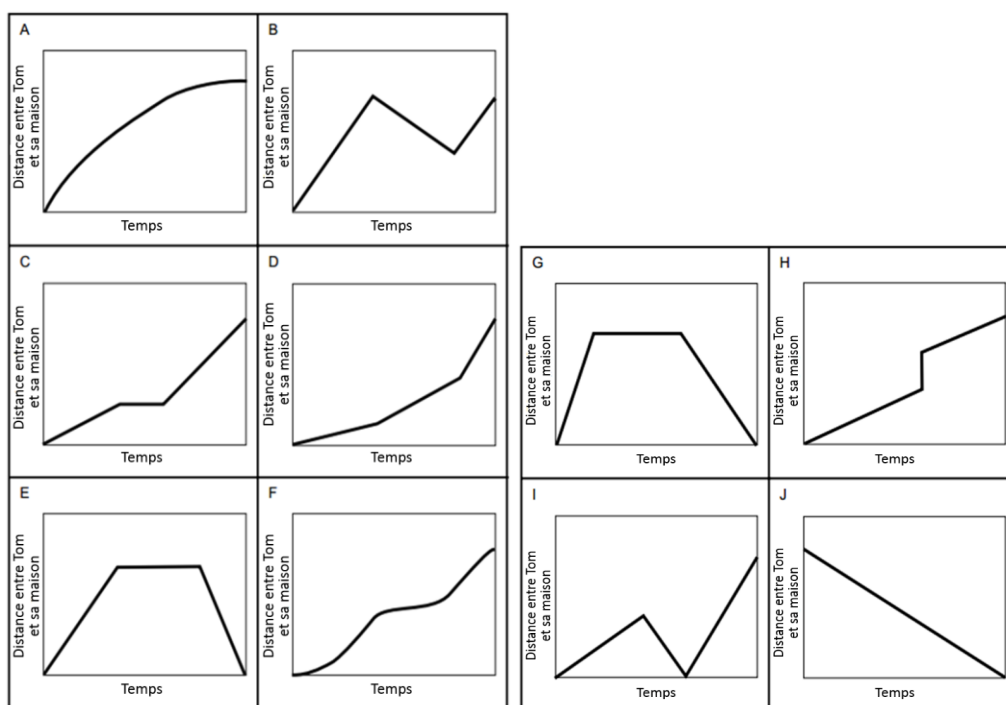 A
Distance entre Tom
et sa maison
Temps
B
Distance entre Tom
et sa maison
Temps
C
Distance entre Tom
et sa maison
Temps
D
Distance entre Tom
et sa maison
Temps
G
Distance entre Tom
et sa maison
Temps
H
Distance entre Tom
et sa maison
Temps
E
Distance entre Tom
et sa maison
Temps
F
Distance entre Tom
et sa maison
Temps
I
Distance entre Tom
et sa maison
Temps
J
Distance entre Tom
et sa maison
Temps